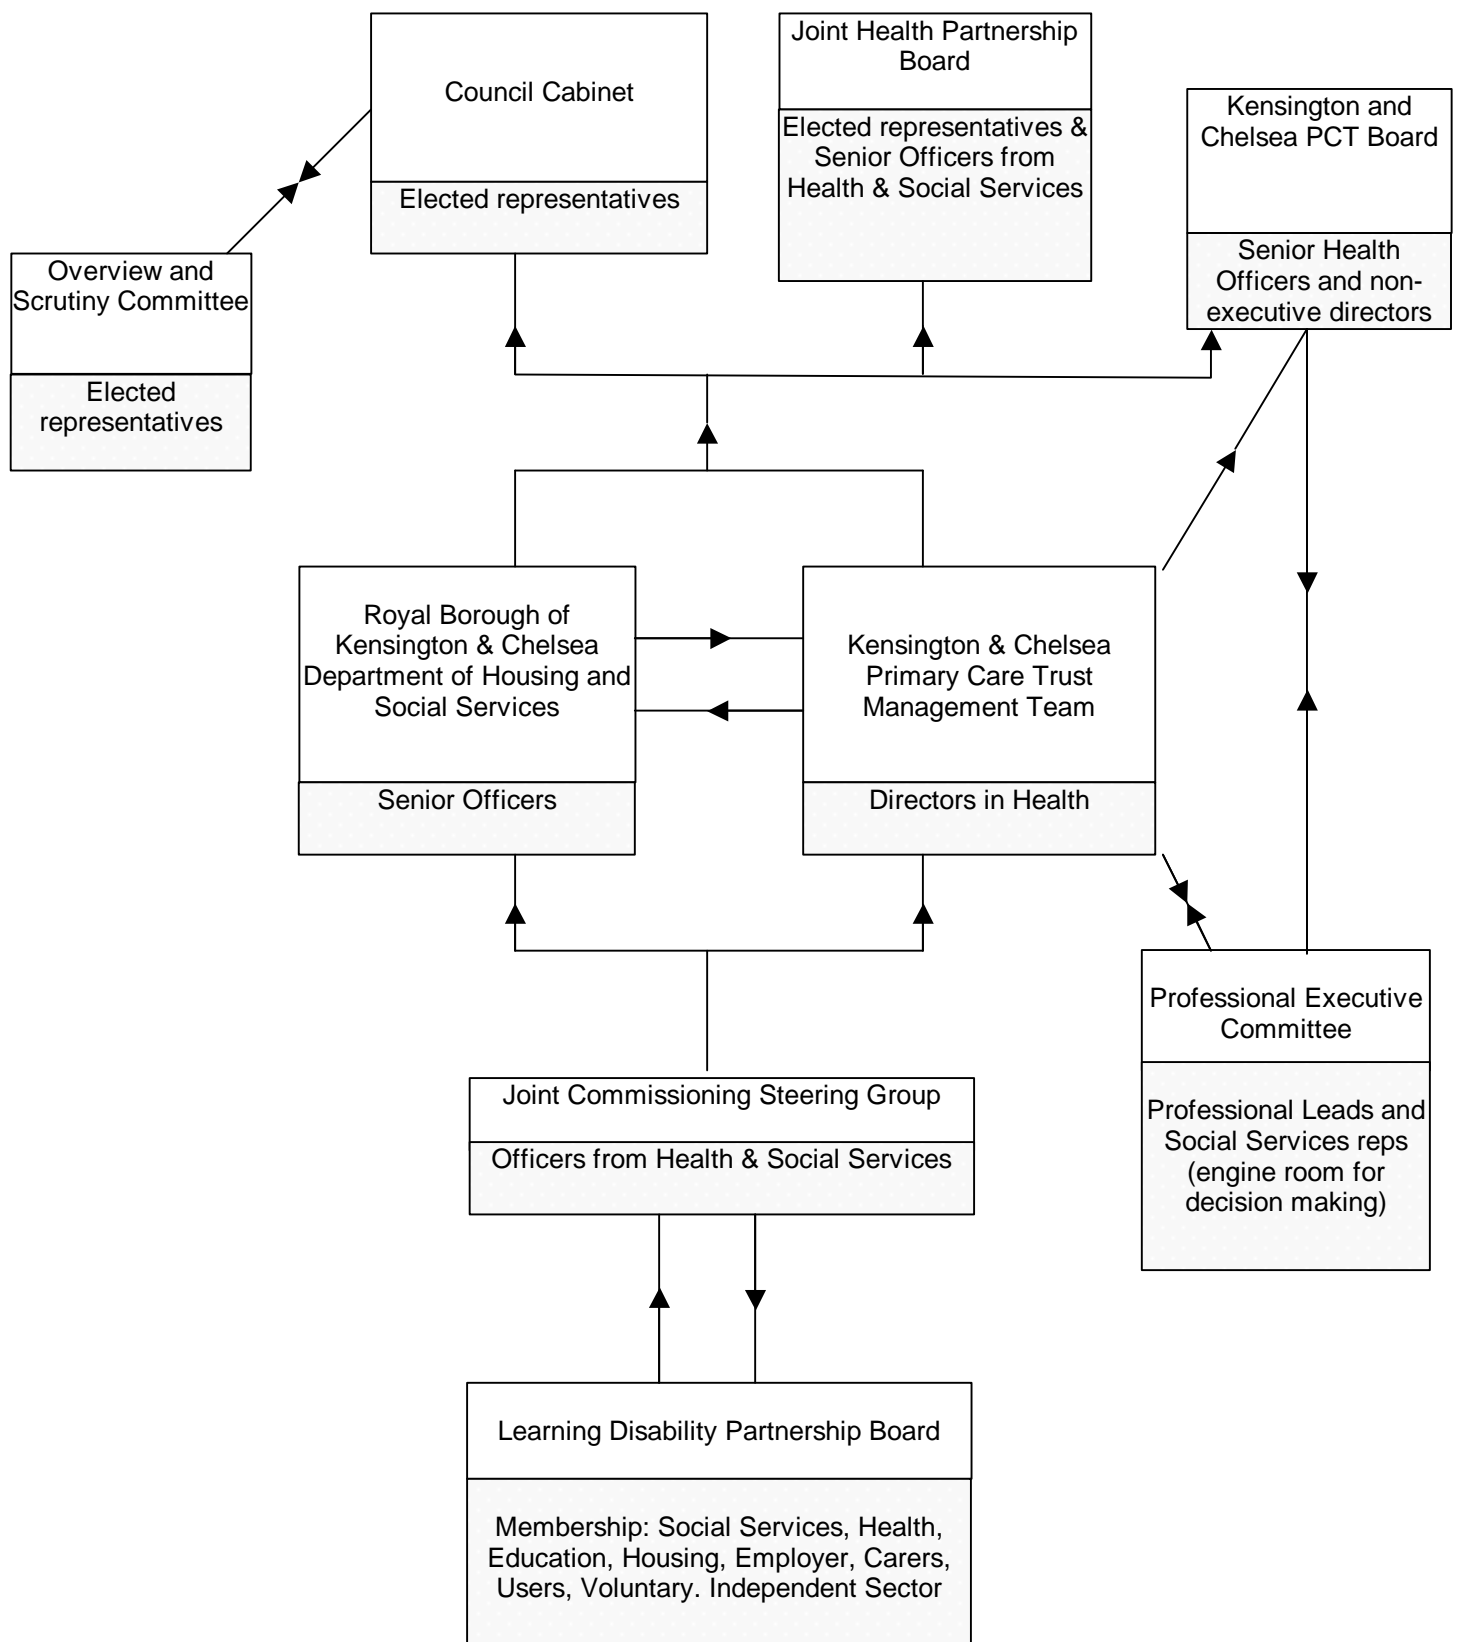 Council Cabinet
Elected representatives
Joint Health Partnership
Board
Elected representatives &
Senior Officers from
Health & Social Services
Kensington and
Chelsea PCT Board
Senior Health
Officers and non-
executive directors
Overview and
Scrutiny Committee
Elected
representatives
Royal Borough of
Kensington & Chelsea
Department of Housing and
Social Services
Senior Officers
Kensington & Chelsea
Primary Care Trust
Management Team
Directors in Health
Professional Executive
Committee
Professional Leads and
Social Services reps
(engine room for
decision making)
Joint Commissioning Steering Group
Officers from Health & Social Services
Learning Disability Partnership Board
Membership: Social Services, Health,
Education, Housing, Employer, Carers,
Users, Voluntary. Independent Sector